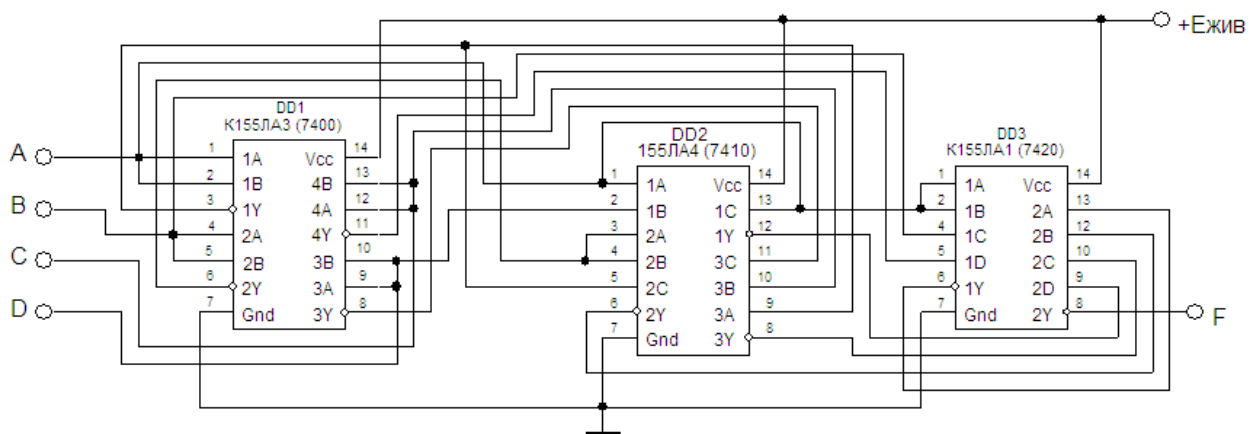 +Eжив
DD1
К155ЛА3 (7400)
DD2
155ЛА4 (7410)
DD3
К155ЛА1 (7420)
A
B
C
D
F
1 1A Vcc 14
2 1B 4B 13
3 1Y 4A 12
4 2A 4Y 11
5 2B 3B 10
6 2Y 3A 9
7 Gnd 3Y 8
1 1A Vcc 14
2 1B 1C 13
3 2A 1Y 12
4 2B 3C 11
5 2C 3B 10
6 2Y 3A 9
7 Gnd 3Y 8
1 1A Vcc 14
2 1B 2A 13
4 1C 2B 12
5 1D 2C 10
6 1Y 2D 9
7 Gnd 2Y 8